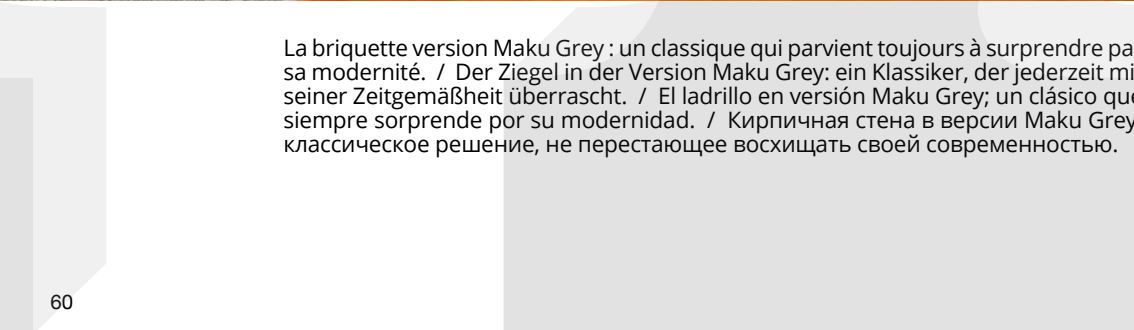 La briquette version Maku Grey : un classique qui parvient toujours à surprendre pa
sa modernité. / Der Ziegel in der Version Maku Grey: ein Klassiker, der jederzeit mi
seiner Zeitgemäßheit überrascht. / El ladrillo en versión Maku Grey; un clásico que
siempre sorprende por su modernidad. / Кирпичная стена в версии Maku Grey
классическое решение, не перестающее восхищать своей современностью.
60